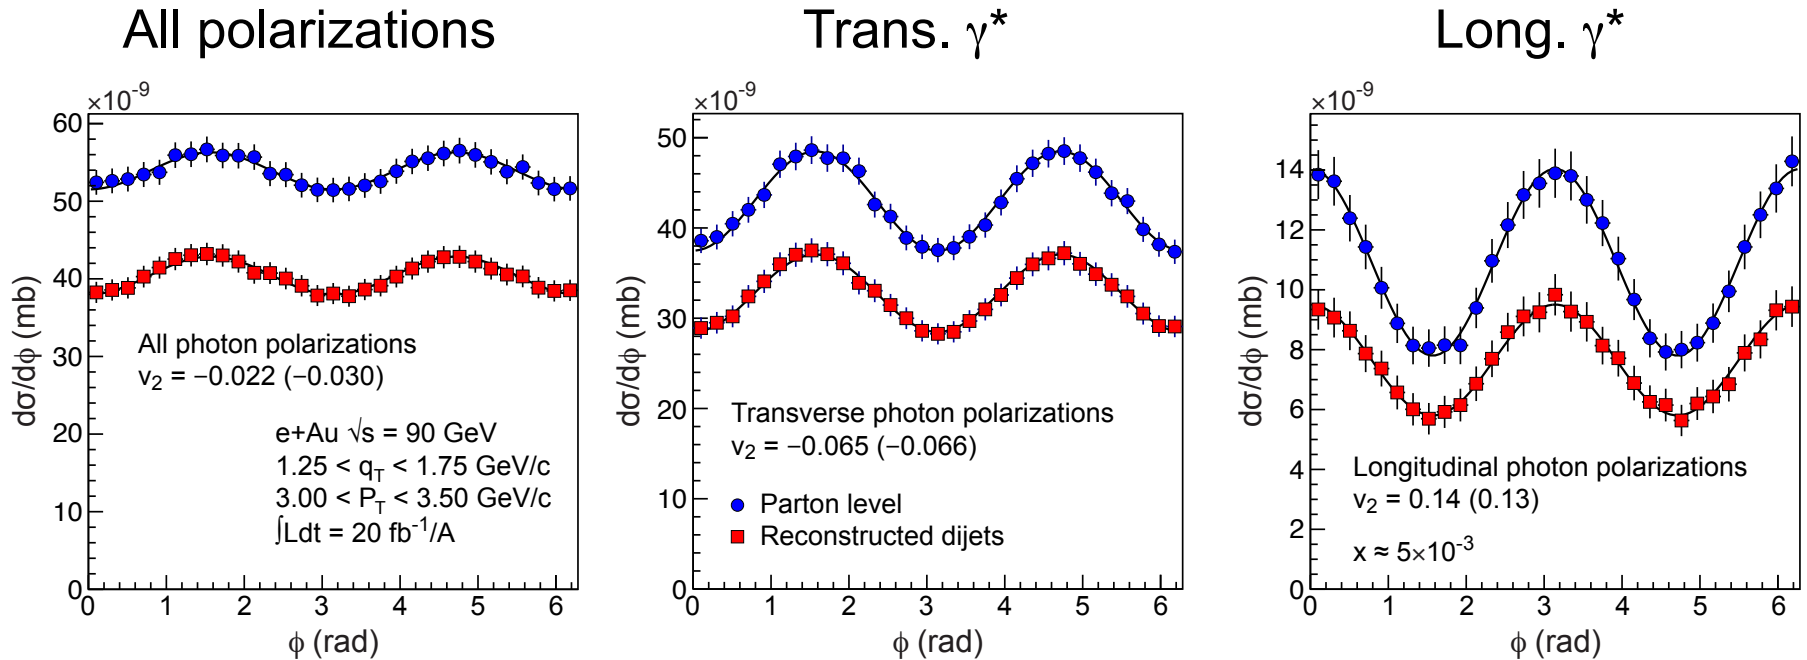 All polarizations
×10⁻⁹
60
50
40
30
20
10
0
dσ/dϕ (mb)
All photon polarizations
v₂ = −0.022 (−0.030)
e+Au √s = 90 GeV
1.25 < q_T < 1.75 GeV/c
3.00 < P_T < 3.50 GeV/c
∫Ldt = 20 fb⁻¹/A
0 1 2 3 4 5 6
ϕ (rad)
Trans. γ*
×10⁻⁹
50
40
30
20
10
0
dσ/dϕ (mb)
Transverse photon polarizations
v₂ = −0.065 (−0.066)
Parton level
Reconstructed dijets
0 1 2 3 4 5 6
ϕ (rad)
Long. γ*
×10⁻⁹
14
12
10
8
6
4
2
0
dσ/dϕ (mb)
Longitudinal photon polarizations
v₂ = 0.14 (0.13)
x ≈ 5×10⁻³
0 1 2 3 4 5 6
ϕ (rad)